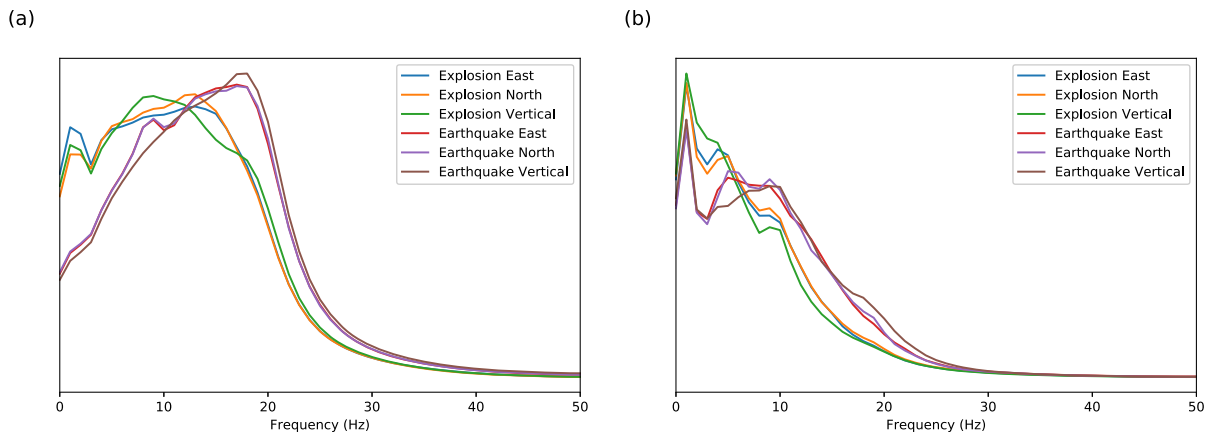 (a)
Explosion East
Explosion North
Explosion Vertical
Earthquake East
Earthquake North
Earthquake Vertical
0 10 20 30 40 50
Frequency (Hz)
(b)
Explosion East
Explosion North
Explosion Vertical
Earthquake East
Earthquake North
Earthquake Vertical
0 10 20 30 40 50
Frequency (Hz)